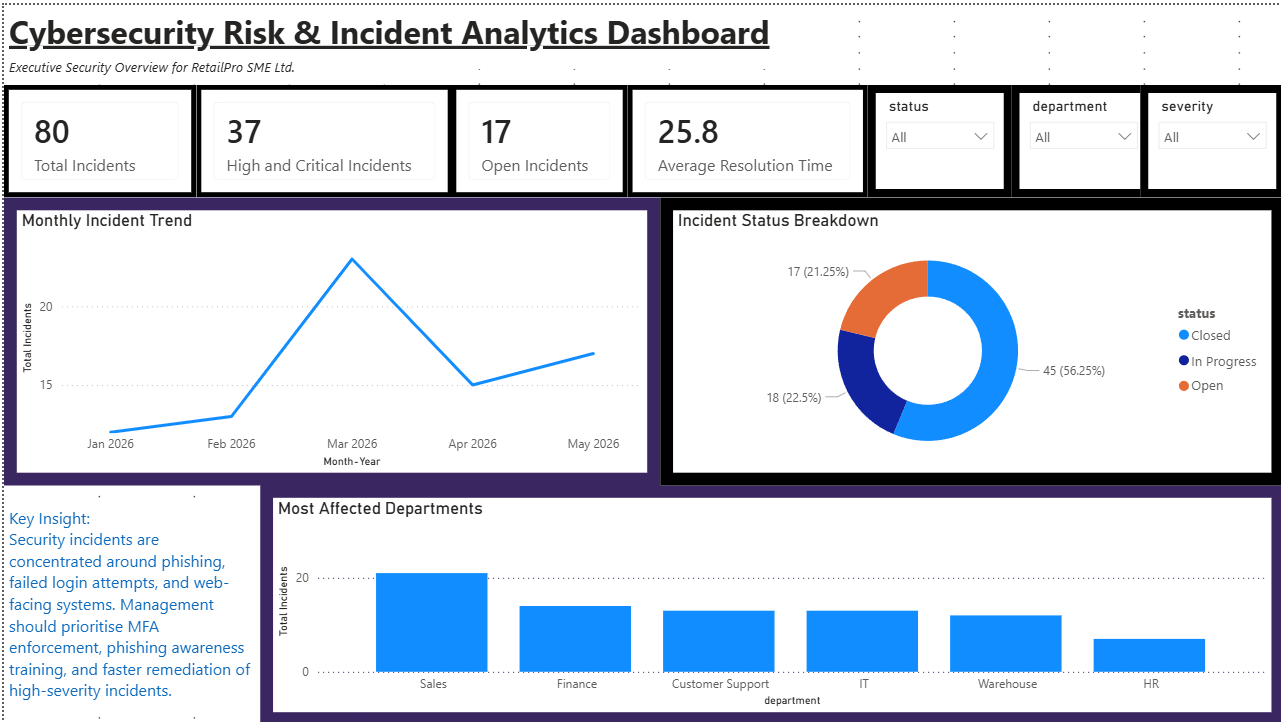 Cybersecurity Risk & Incident Analytics Dashboard
Executive Security Overview for RetailPro SME Ltd.
80
Total Incidents
37
High and Critical Incidents
17
Open Incidents
25.8
Average Resolution Time
status
All
department
All
severity
All
Monthly Incident Trend
Total Incidents
20
15
Jan 2026
Feb 2026
Mar 2026
Apr 2026
May 2026
Month-Year
Incident Status Breakdown
17 (21.25%)
18 (22.5%)
45 (56.25%)
status
Closed
In Progress
Open
Key Insight:
Security incidents are
concentrated around phishing,
failed login attempts, and web-
facing systems. Management
should prioritise MFA
enforcement, phishing awareness
training, and faster remediation of
high-severity incidents.
Most Affected Departments
Total Incidents
20
0
Sales
Finance
Customer Support
IT
Warehouse
HR
department